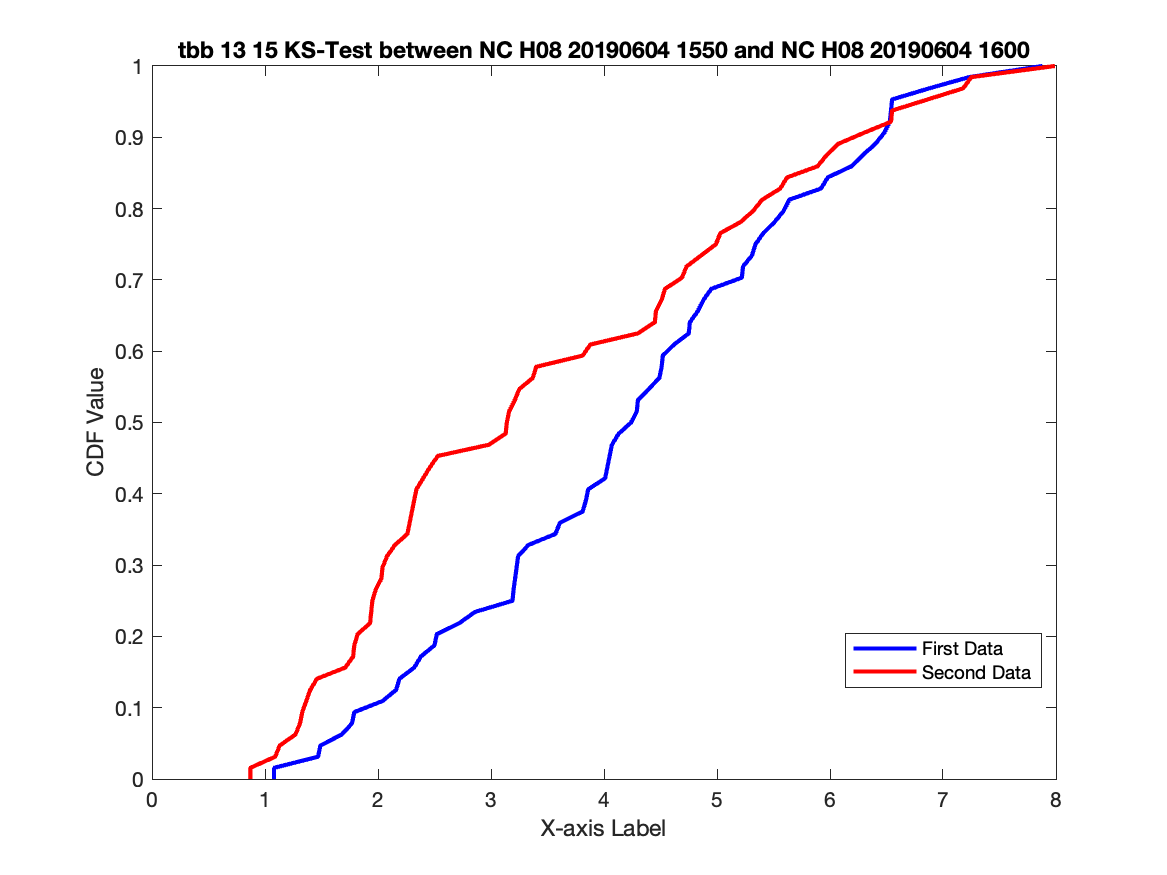 tbb 13 15 KS-Test between NC H08 20190604 1550 and NC H08 20190604 1600
1
0.9
0.8
0.7
0.6
0.5
0.4
0.3
0.2
0.1
0
CDF Value
First Data
Second Data
0 1 2 3 4 5 6 7 8
X-axis Label